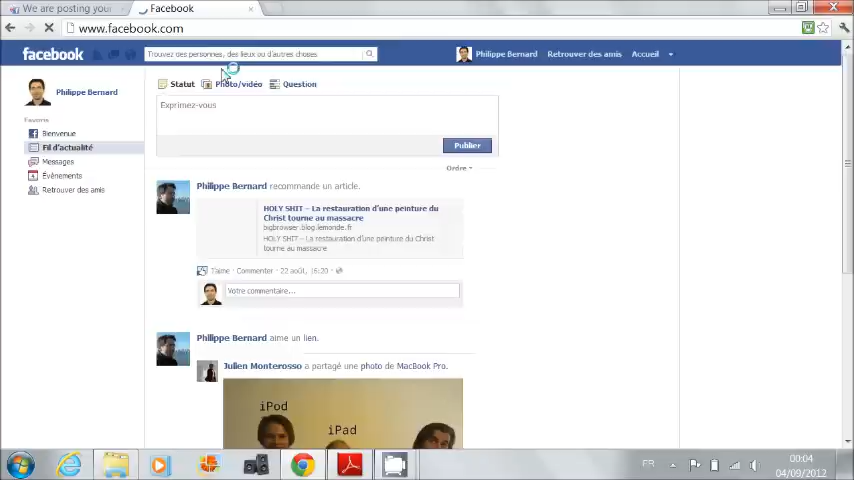 We are posting your
Facebook
www.facebook.com
facebook
Trouvez des personnes, des lieux ou d'autres choses
Philippe Bernard
Retrouver des amis
Accueil
Philippe Bernard
Favoris
Bienvenue
Fil d'actualité
Messages
Évènements
Retrouver des amis
Statut
Photo/vidéo
Question
Exprimez-vous
Publier
Ordre
Philippe Bernard recommande un article.
HOLY SHIT – La restauration d'une peinture du
Christ tourne au massacre
bigbrowser.blog.lemonde.fr
HOLY SHIT – La restauration d'une peinture du Christ
tourne au massacre
J'aime · Commenter · 22 août, 16:20
Votre commentaire...
Philippe Bernard aime un lien.
Julien Monterosso a partagé une photo de MacBook Pro.
iPod
iPad
FR
00:04
04/09/2012